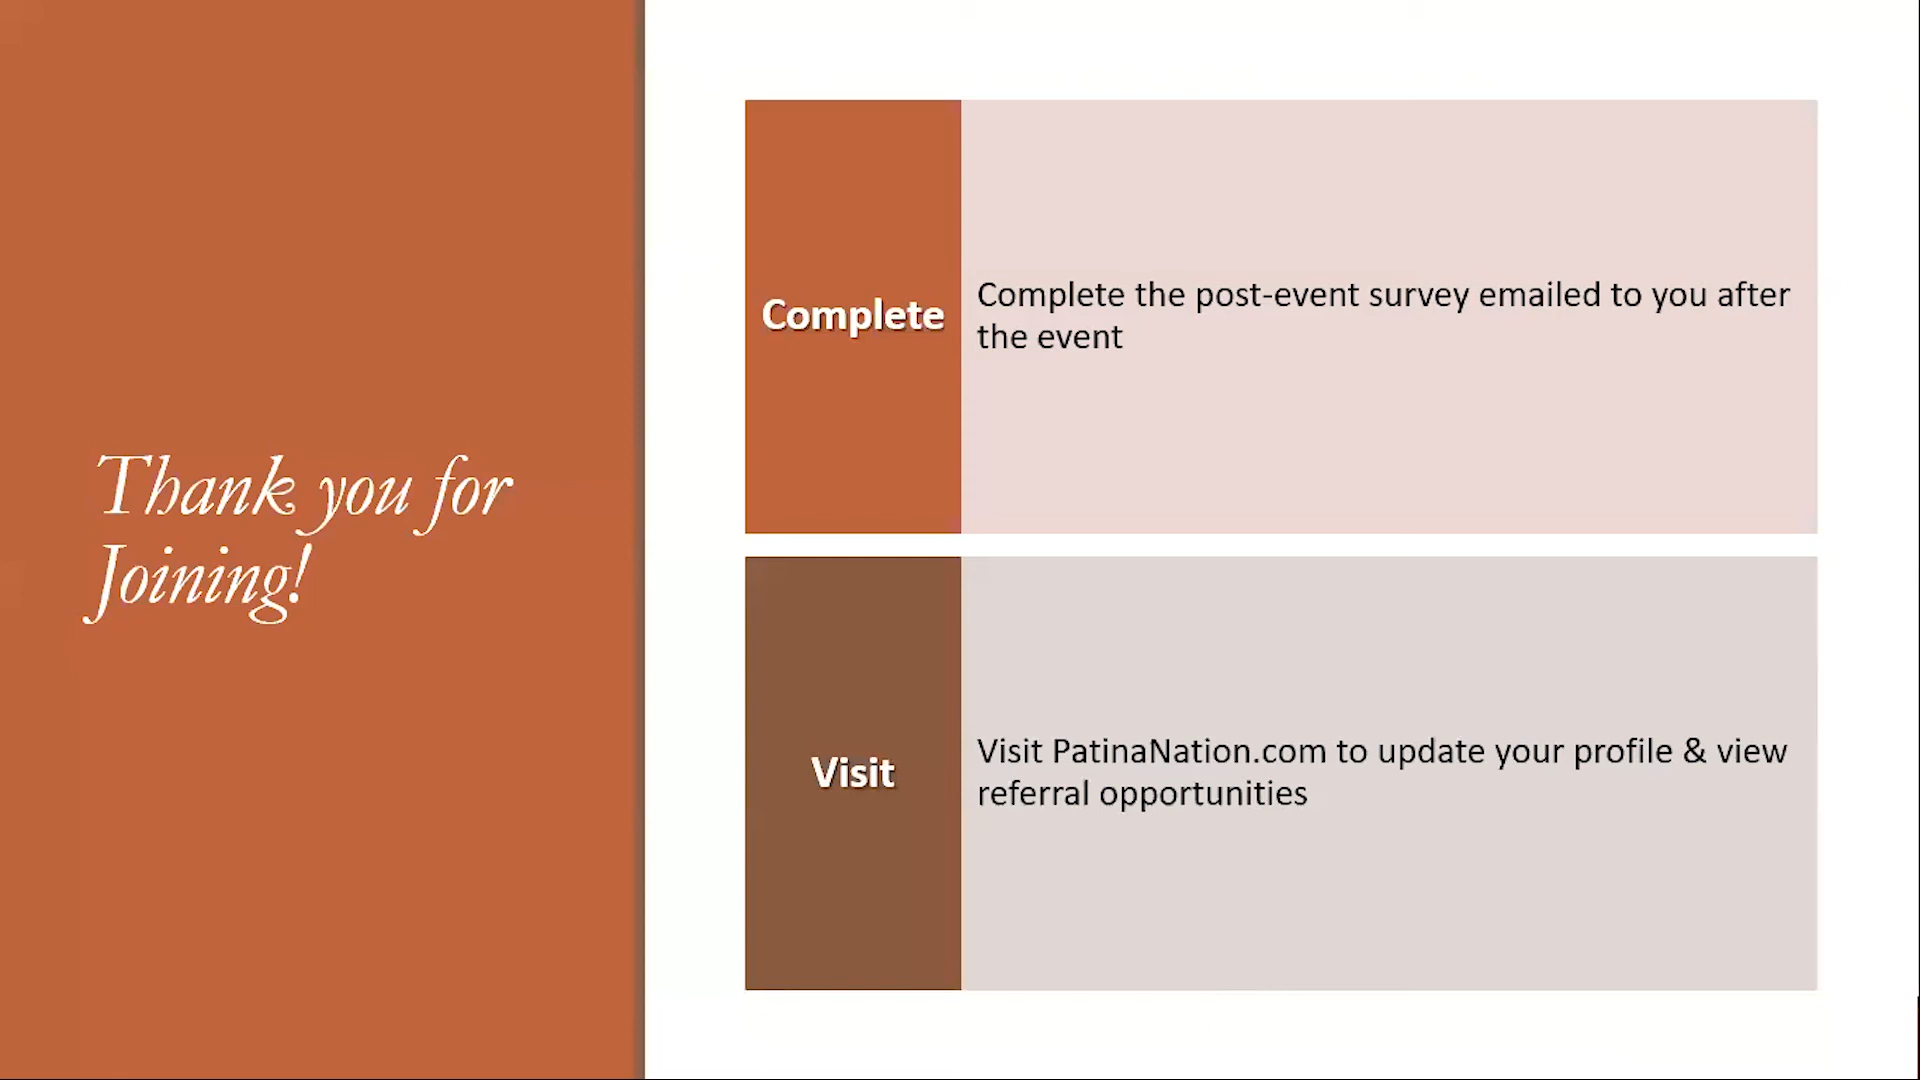 Thank you for
Joining!
Complete
Complete the post-event survey emailed to you after
the event
Visit
Visit PatinaNation.com to update your profile & view
referral opportunities